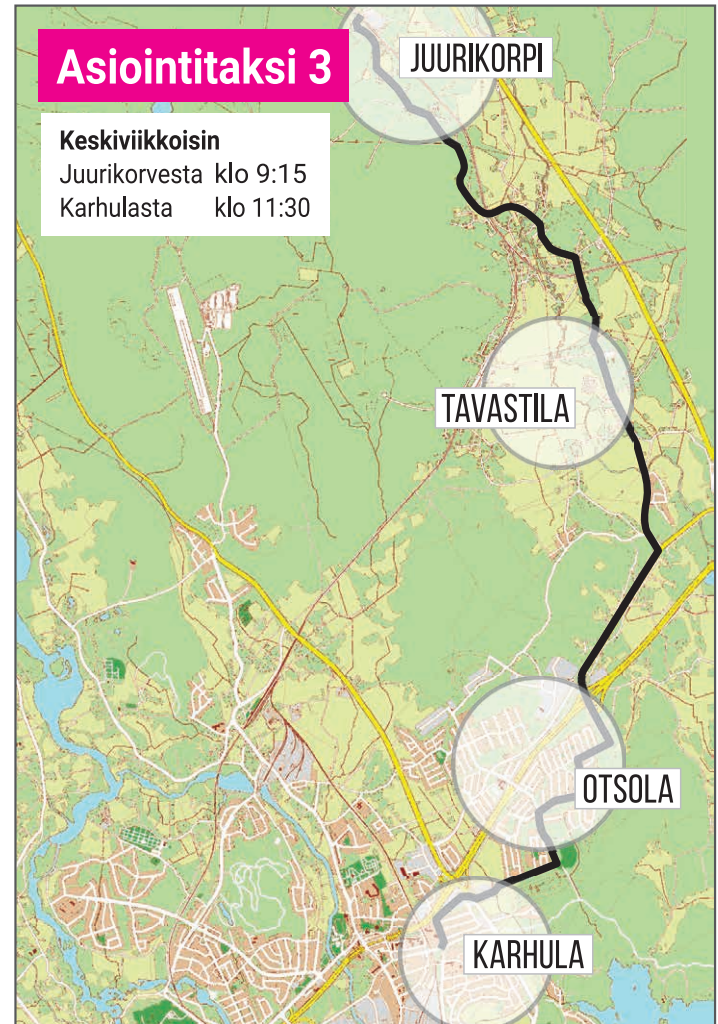 Asiointitaksi 3
Keskiviikkoisin
Juurikorvesta klo 9:15
Karhulasta klo 11:30
JUURIKORPI
TAVASTILA
OTSOLA
KARHULA